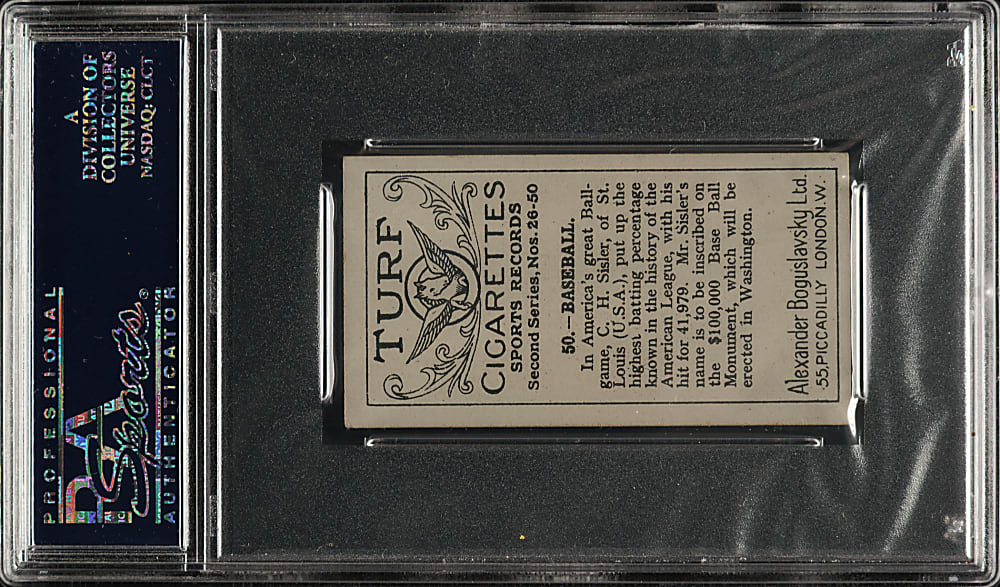 A
DIVISION OF
COLLECTORS
UNIVERSE
NASDAQ: CLCT
PROFESSIONAL
PSA
Sports®
AUTHENTICATOR
TURF
CIGARETTES
SPORTS RECORDS
Second Series, Nos. 26-50
50.—BASEBALL.
In America's great Ball-
game, C. H. Sisler, of St.
Louis (U.S.A.), put up the
highest batting percentage
known in the history of the
American League, with his
hit for 41,979. Mr. Sisler's
name is to be inscribed on
the $100,000 Base Ball
Monument, which will be
erected in Washington.
Alexander Boguslavsky Ltd.
55, PICCADILLY LONDON. W.